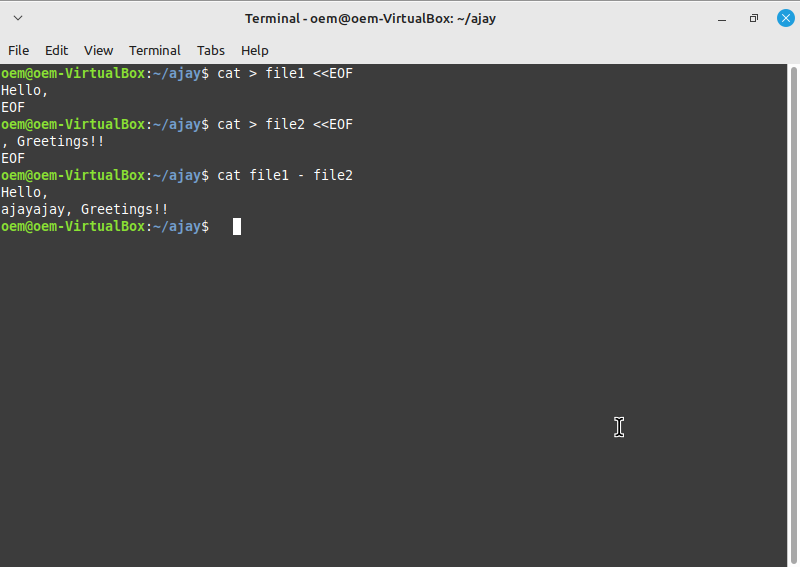 Terminal - oem@oem-VirtualBox: ~/ajay
File Edit View Terminal Tabs Help
oem@oem-VirtualBox:~/ajay$ cat > file1 <<EOF
Hello,
EOF
oem@oem-VirtualBox:~/ajay$ cat > file2 <<EOF
, Greetings!!
EOF
oem@oem-VirtualBox:~/ajay$ cat file1 - file2
Hello,
ajayajay, Greetings!!
oem@oem-VirtualBox:~/ajay$